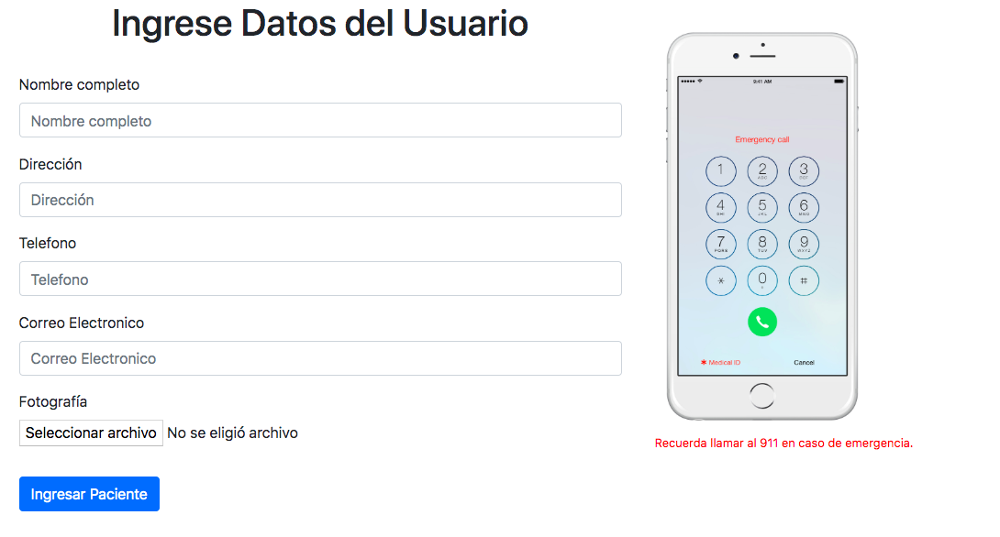 Ingrese Datos del Usuario
Nombre completo
Nombre completo
Dirección
Dirección
Telefono
Telefono
Correo Electronico
Correo Electronico
Fotografía
Seleccionar archivo No se eligió archivo
Ingresar Paciente
9:41 AM
Emergency call
1 2 3
ABC DEF
4 5 6
GHI JKL MNO
7 8 9
PQRS TUV WXYZ
* 0 #
+
* Medical ID Cancel
Recuerda llamar al 911 en caso de emergencia.